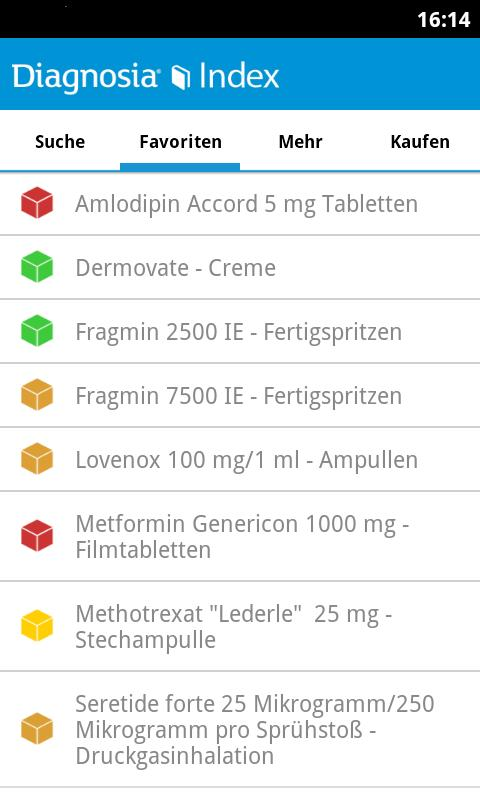 16:14
Diagnosia® Index
Suche Favoriten Mehr Kaufen
Amlodipin Accord 5 mg Tabletten
Dermovate - Creme
Fragmin 2500 IE - Fertigspritzen
Fragmin 7500 IE - Fertigspritzen
Lovenox 100 mg/1 ml - Ampullen
Metformin Genericon 1000 mg -
Filmtabletten
Methotrexat "Lederle"  25 mg -
Stechampulle
Seretide forte 25 Mikrogramm/250
Mikrogramm pro Sprühstoß -
Druckgasinhalation